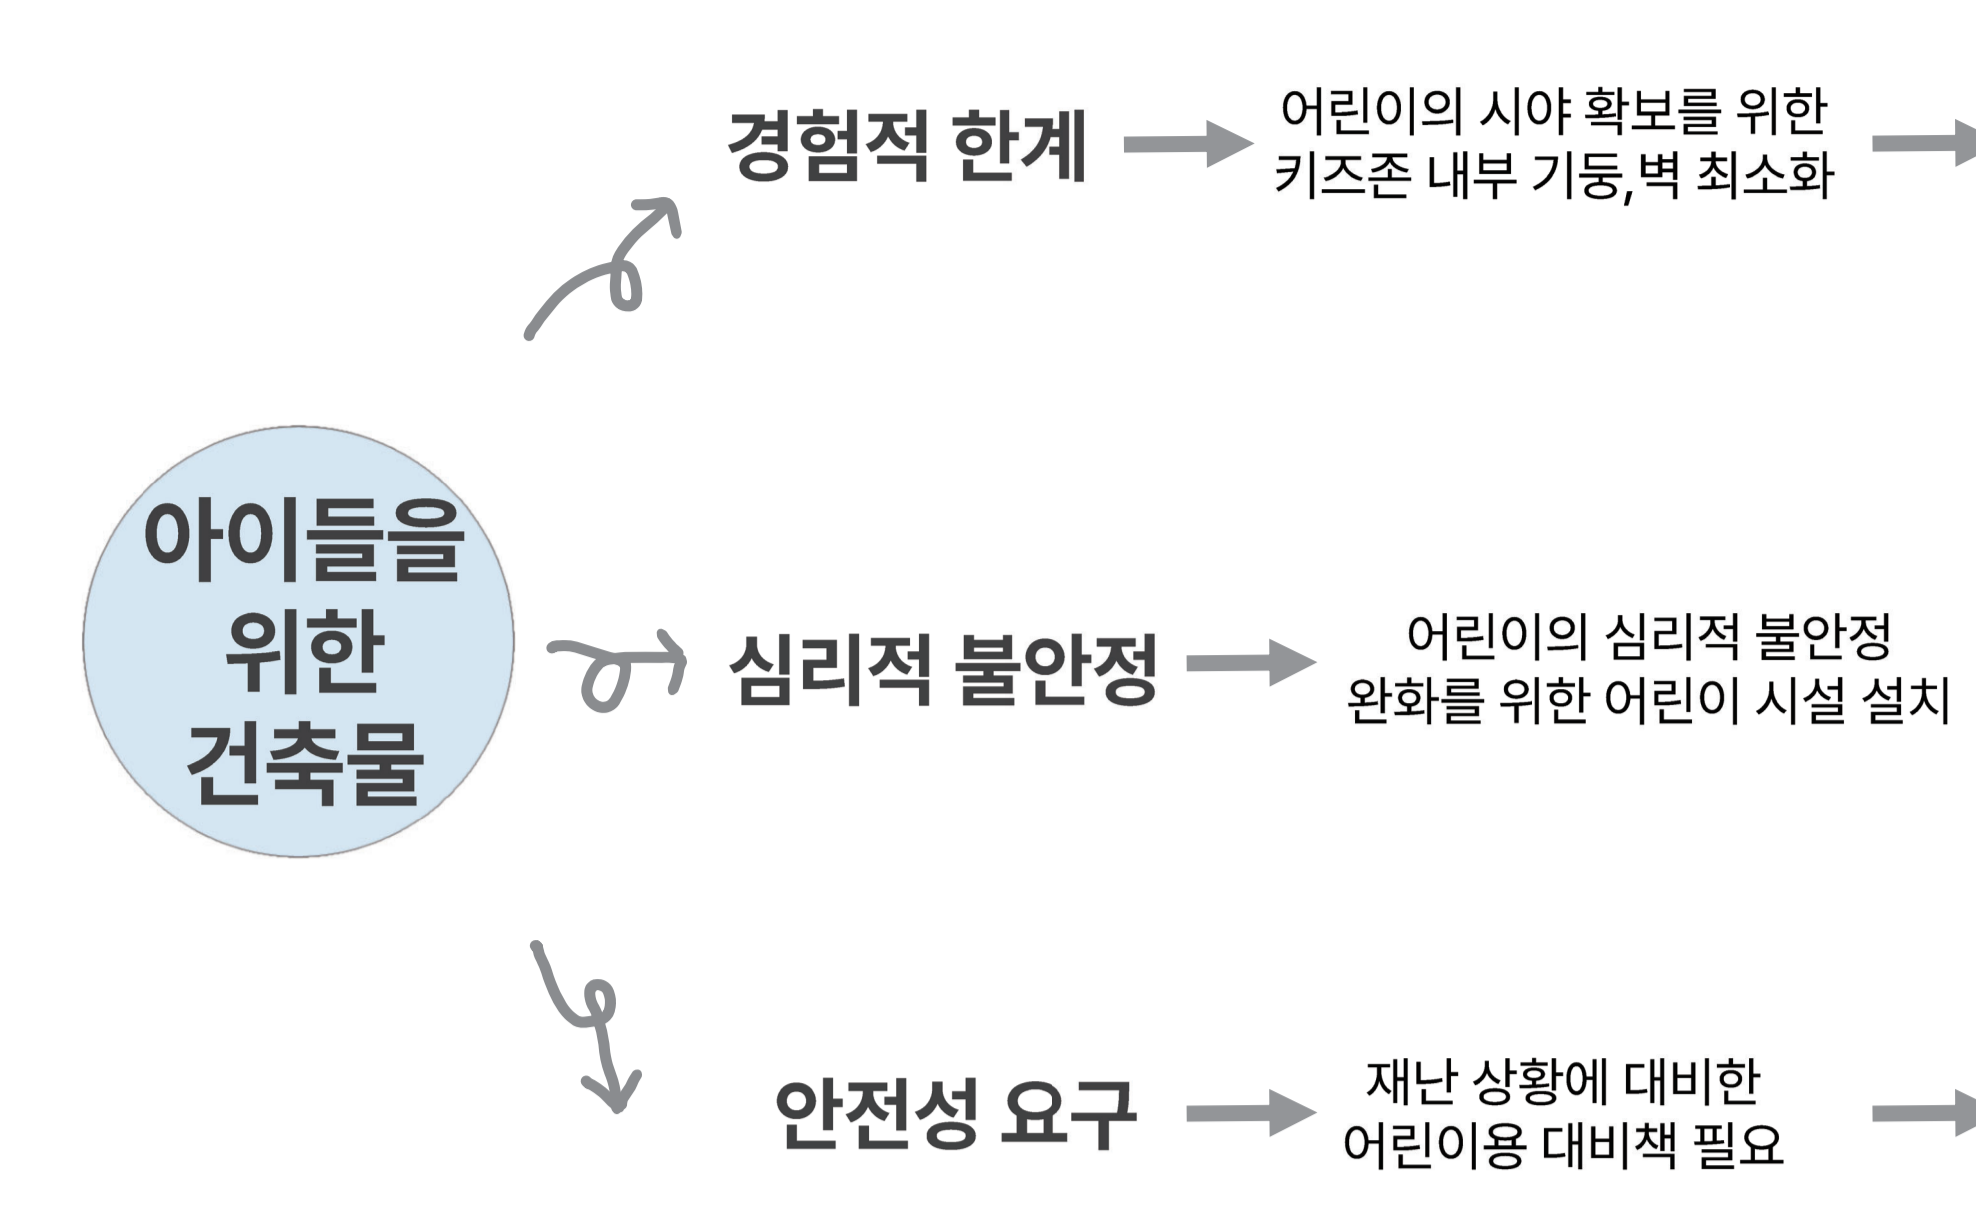 아이들을
위한
건축물
경험적 한계
어린이의 시야 확보를 위한
키즈존 내부 기둥,벽 최소화
심리적 불안정
어린이의 심리적 불안정
완화를 위한 어린이 시설 설치
안전성 요구
재난 상황에 대비한
어린이용 대비책 필요